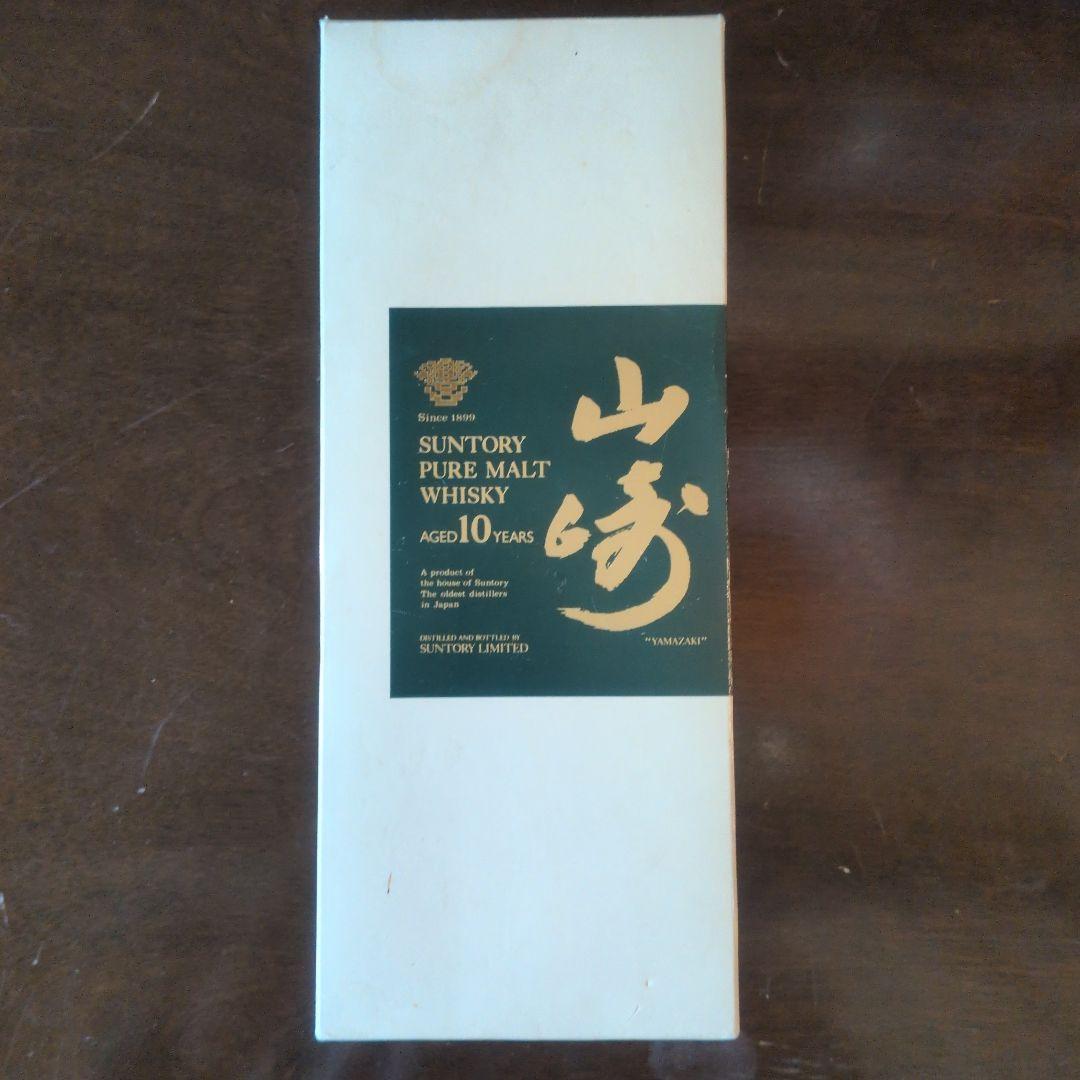 Since 1899
SUNTORY
PURE MALT
WHISKY
AGED 10 YEARS
A product of
the house of Suntory
The oldest distillers
in Japan
DISTILLED AND BOTTLED BY
SUNTORY LIMITED
山崎
"YAMAZAKI"